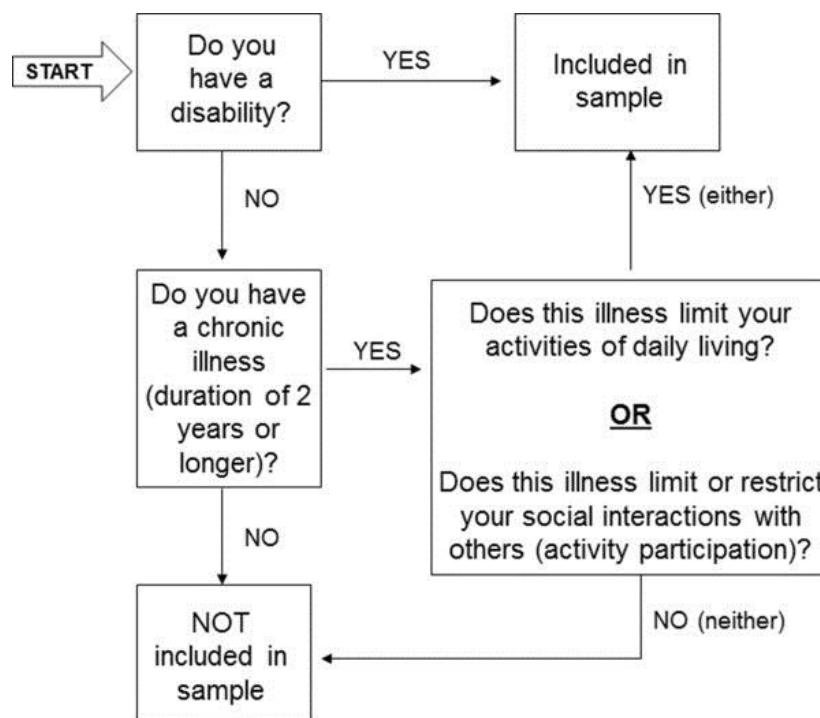 START
Do you
have a
disability?
YES
Included in
sample
NO
YES (either)
Do you have
a chronic
illness
(duration of 2
years or
longer)?
YES
Does this illness limit your
activities of daily living?
OR
Does this illness limit or restrict
your social interactions with
others (activity participation)?
NO
NO (neither)
NOT
included in
sample